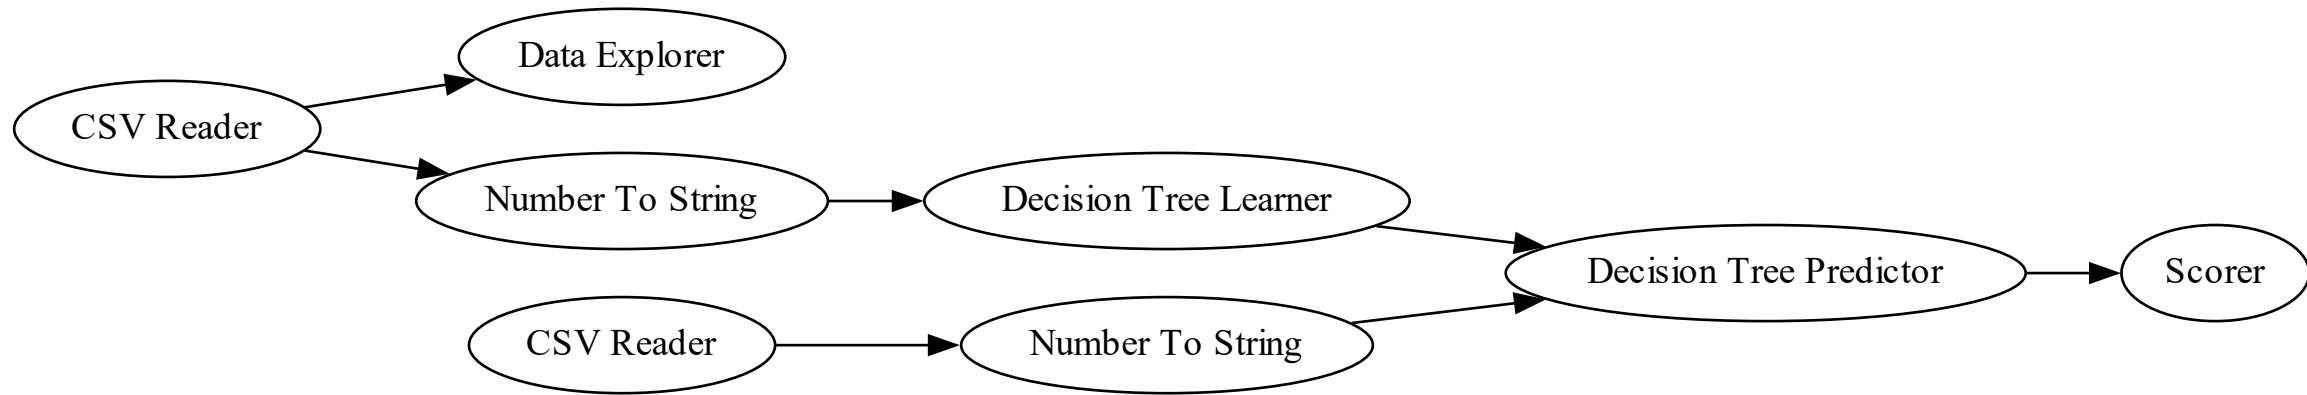 Data Explorer
CSV Reader
Number To String
Decision Tree Learner
Decision Tree Predictor
Scorer
CSV Reader
Number To String